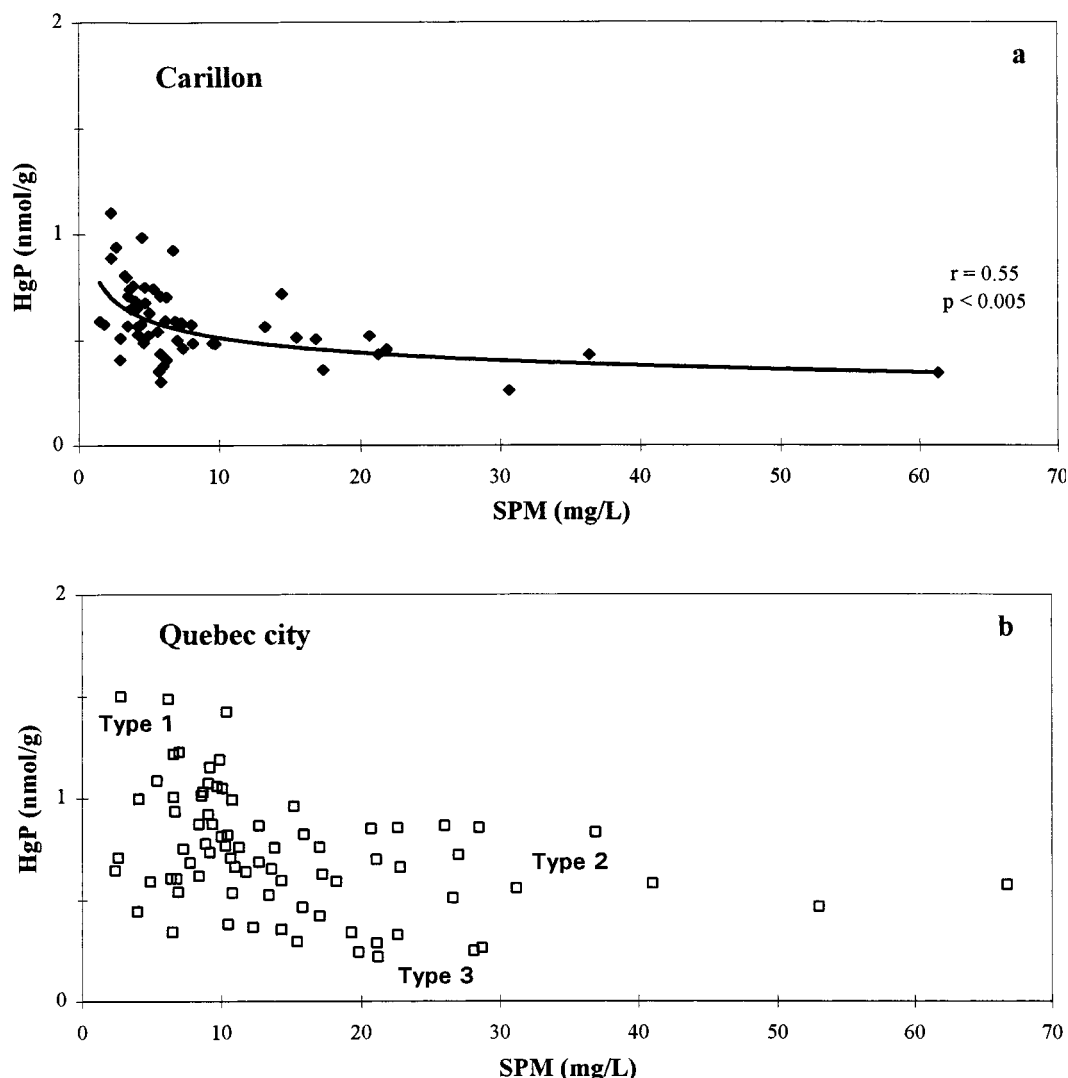 2
a
Carillon
HgP (nmol/g)
1
r = 0.55
p < 0.005
0
0 10 20 30 40 50 60 70
SPM (mg/L)
2
b
Quebec city
Type 1
HgP (nmol/g)
1
Type 2
Type 3
0
0 10 20 30 40 50 60 70
SPM (mg/L)